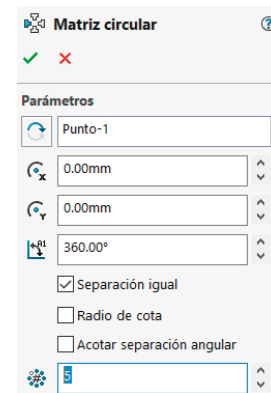 Matriz circular
Parámetros
Punto-1
0.00mm
0.00mm
360.00°
Separación igual
Radio de cota
Acotar separación angular
5